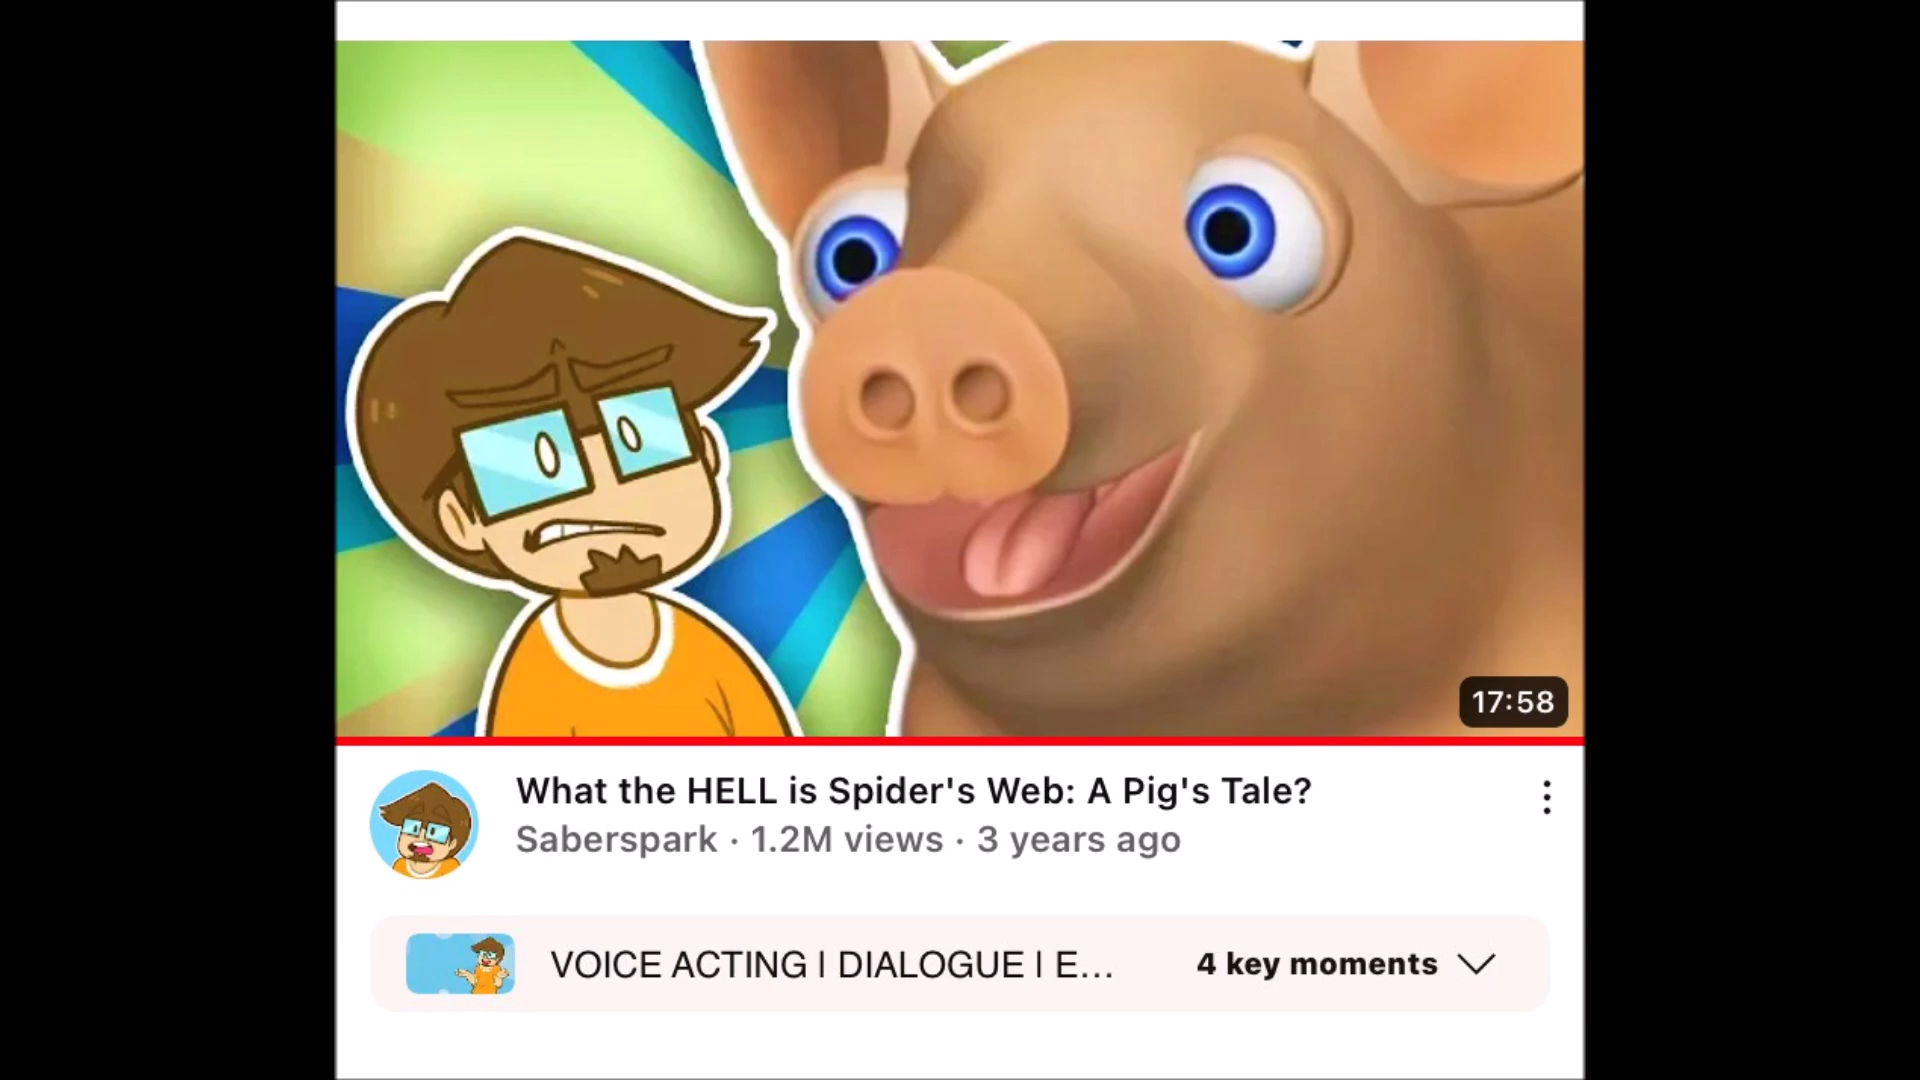 17:58
What the HELL is Spider's Web: A Pig's Tale?
Saberspark · 1.2M views · 3 years ago
VOICE ACTING | DIALOGUE | E... 4 key moments